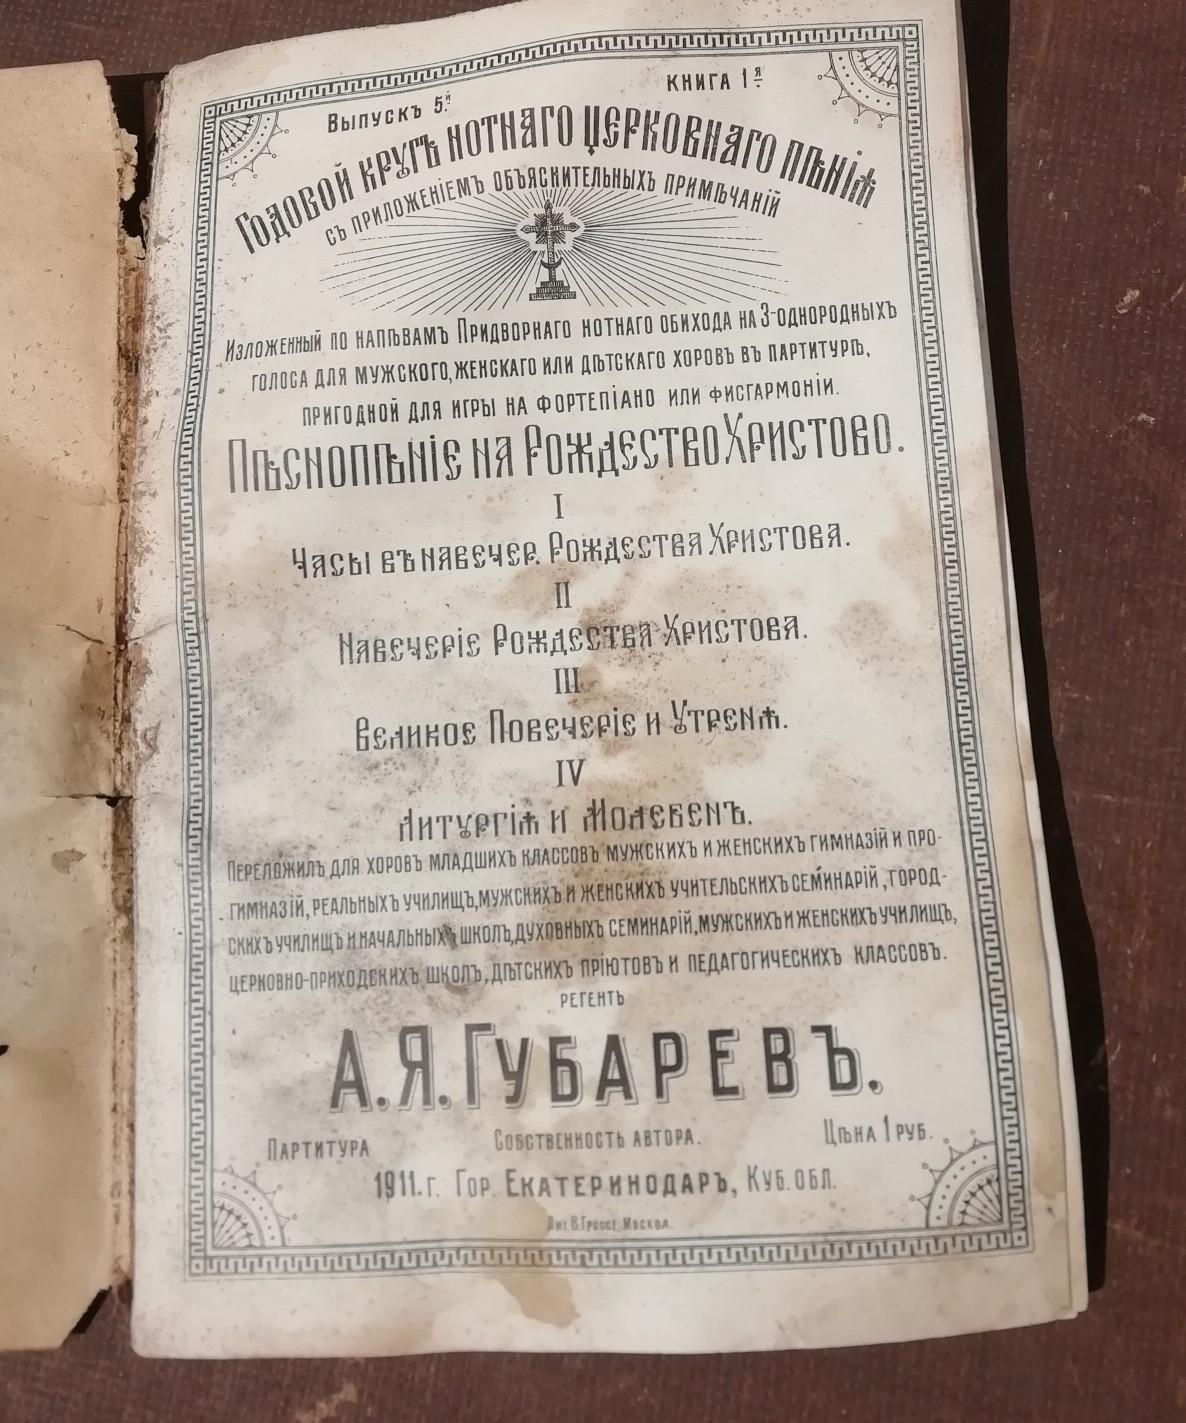 Выпускъ 5й
Книга 1я
Годовой кругъ нотнаго церковнаго пѣнія
съ приложеніемъ объяснительныхъ примѣчаній
Изложенный по напѣвамъ Придворнаго нотнаго обихода на 3-однородныхъ
голоса для мужского, женскаго или дѣтскаго хоровъ въ партитурѣ,
пригодной для игры на фортепіано или фисгармоніи.
Пѣснопѣніе на Рождество Христово.
I
Часы въ навечер. Рождества Христова.
II
Навечеріе Рождества Христова.
III
Великое Повечеріе и Утреня.
IV
Литургія и Молебенъ.
Переложилъ для хоровъ младшихъ классовъ мужскихъ и женскихъ гимназій и про-
гимназій, реальныхъ училищъ, мужскихъ и женскихъ учительскихъ семинарій, город-
скихъ училищъ и начальныхъ школъ, духовныхъ семинарій, мужскихъ и женскихъ училищъ,
церковно-приходскихъ школъ, дѣтскихъ пріютовъ и педагогическихъ классовъ.
регентъ
А. Я. Губаревъ.
Партитура
Собственность автора.
Цѣна 1 руб.
1911. г. Гор. Екатеринодаръ, Куб. обл.
Лит. В. Гроссе, Москва.